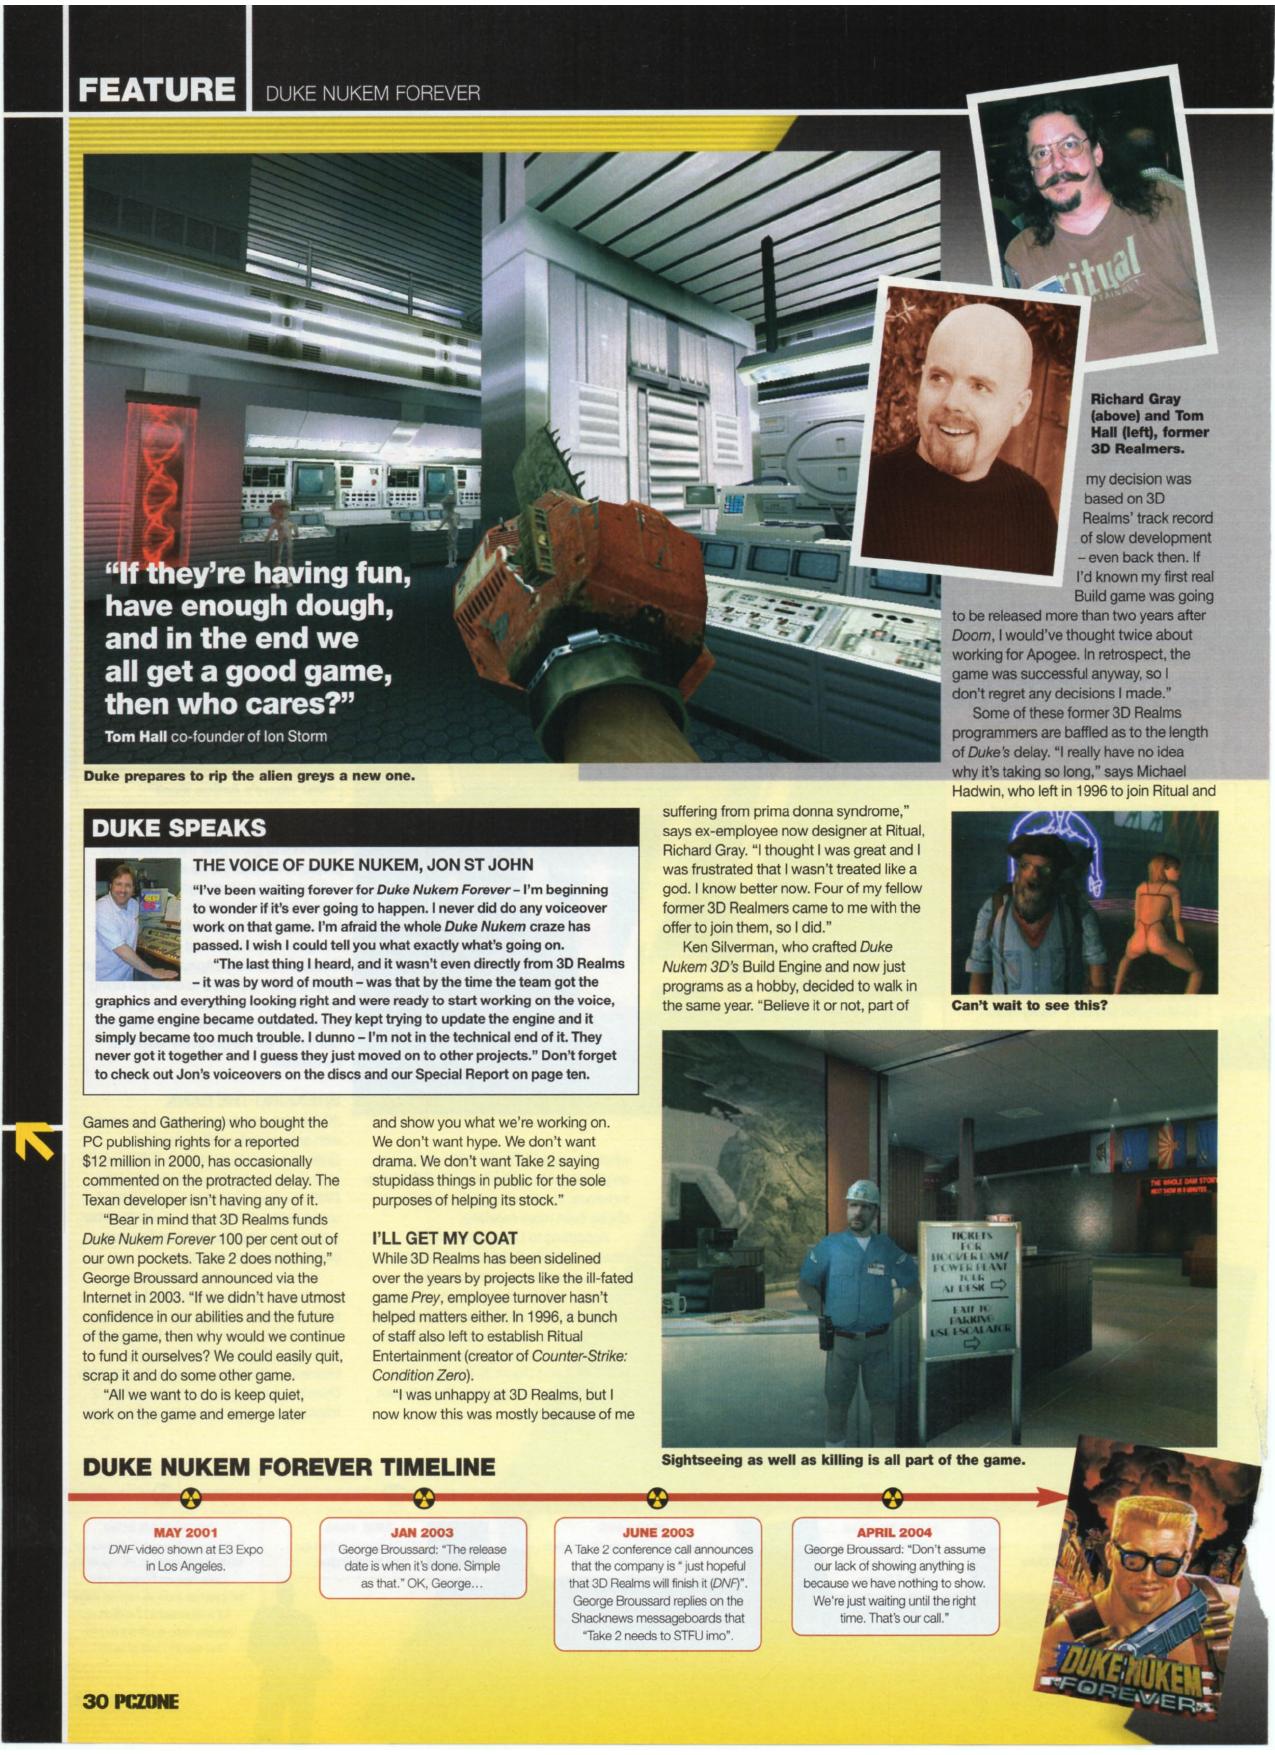 FEATURE
DUKE NUKEM FOREVER
ritual
Richard Gray
(above) and Tom
Hall (left), former
3D Realmers.
"If they're having fun,
have enough dough,
and in the end we
all get a good game,
then who cares?"
Tom Hall co-founder of Ion Storm
Duke prepares to rip the alien greys a new one.
DUKE SPEAKS
THE VOICE OF DUKE NUKEM, JON ST JOHN
"I've been waiting forever for Duke Nukem Forever – I'm beginning
to wonder if it's ever going to happen. I never did do any voiceover
work on that game. I'm afraid the whole Duke Nukem craze has
passed. I wish I could tell you what exactly what's going on.
"The last thing I heard, and it wasn't even directly from 3D Realms
– it was by word of mouth – was that by the time the team got the
graphics and everything looking right and were ready to start working on the voice,
the game engine became outdated. They kept trying to update the engine and it
simply became too much trouble. I dunno – I'm not in the technical end of it. They
never got it together and I guess they just moved on to other projects." Don't forget
to check out Jon's voiceovers on the discs and our Special Report on page ten.
Games and Gathering) who bought the
PC publishing rights for a reported
$12 million in 2000, has occasionally
commented on the protracted delay. The
Texan developer isn't having any of it.
"Bear in mind that 3D Realms funds
Duke Nukem Forever 100 per cent out of
our own pockets. Take 2 does nothing,"
George Broussard announced via the
Internet in 2003. "If we didn't have utmost
confidence in our abilities and the future
of the game, then why would we continue
to fund it ourselves? We could easily quit,
scrap it and do some other game.
"All we want to do is keep quiet,
work on the game and emerge later
and show you what we're working on.
We don't want hype. We don't want
drama. We don't want Take 2 saying
stupidass things in public for the sole
purposes of helping its stock."
I'LL GET MY COAT
While 3D Realms has been sidelined
over the years by projects like the ill-fated
game Prey, employee turnover hasn't
helped matters either. In 1996, a bunch
of staff also left to establish Ritual
Entertainment (creator of Counter-Strike:
Condition Zero).
"I was unhappy at 3D Realms, but I
now know this was mostly because of me
suffering from prima donna syndrome,"
says ex-employee now designer at Ritual,
Richard Gray. "I thought I was great and I
was frustrated that I wasn't treated like a
god. I know better now. Four of my fellow
former 3D Realmers came to me with the
offer to join them, so I did."
Ken Silverman, who crafted Duke
Nukem 3D's Build Engine and now just
programs as a hobby, decided to walk in
the same year. "Believe it or not, part of
my decision was
based on 3D
Realms' track record
of slow development
– even back then. If
I'd known my first real
Build game was going
to be released more than two years after
Doom, I would've thought twice about
working for Apogee. In retrospect, the
game was successful anyway, so I
don't regret any decisions I made."
Some of these former 3D Realms
programmers are baffled as to the length
of Duke's delay. "I really have no idea
why it's taking so long," says Michael
Hadwin, who left in 1996 to join Ritual and
Can't wait to see this?
THE WHOLE DAM STORY
NEXT SHOW IN 5 MINUTES...
TICKETS
FOR
HOOVER DAM/
POWER PLANT
TOUR
AT DESK
EXIT TO
PARKING
USE ESCALATOR
Sightseeing as well as killing is all part of the game.
DUKE NUKEM FOREVER TIMELINE
MAY 2001
DNF video shown at E3 Expo
in Los Angeles.
JAN 2003
George Broussard: "The release
date is when it's done. Simple
as that." OK, George...
JUNE 2003
A Take 2 conference call announces
that the company is " just hopeful
that 3D Realms will finish it (DNF)".
George Broussard replies on the
Shacknews messageboards that
"Take 2 needs to STFU imo".
APRIL 2004
George Broussard: "Don't assume
our lack of showing anything is
because we have nothing to show.
We're just waiting until the right
time. That's our call."
DUKE NUKEM
FOREVER
30 PCZONE